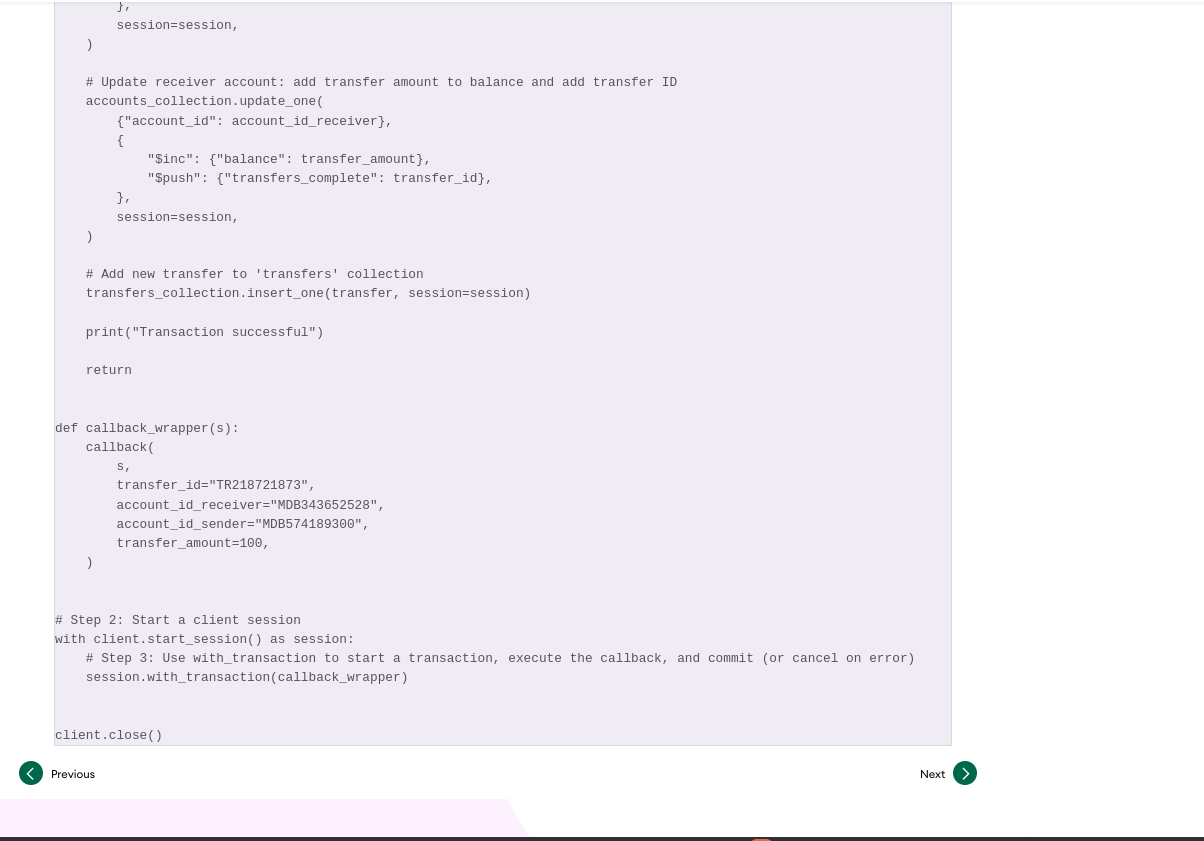 },
        session=session,
    )

    # Update receiver account: add transfer amount to balance and add transfer ID
    accounts_collection.update_one(
        {"account_id": account_id_receiver},
        {
            "$inc": {"balance": transfer_amount},
            "$push": {"transfers_complete": transfer_id},
        },
        session=session,
    )

    # Add new transfer to 'transfers' collection
    transfers_collection.insert_one(transfer, session=session)

    print("Transaction successful")

    return


def callback_wrapper(s):
    callback(
        s,
        transfer_id="TR218721873",
        account_id_receiver="MDB343652528",
        account_id_sender="MDB574189300",
        transfer_amount=100,
    )


# Step 2: Start a client session
with client.start_session() as session:
    # Step 3: Use with_transaction to start a transaction, execute the callback, and commit (or cancel on error)
    session.with_transaction(callback_wrapper)


client.close()
Previous
Next